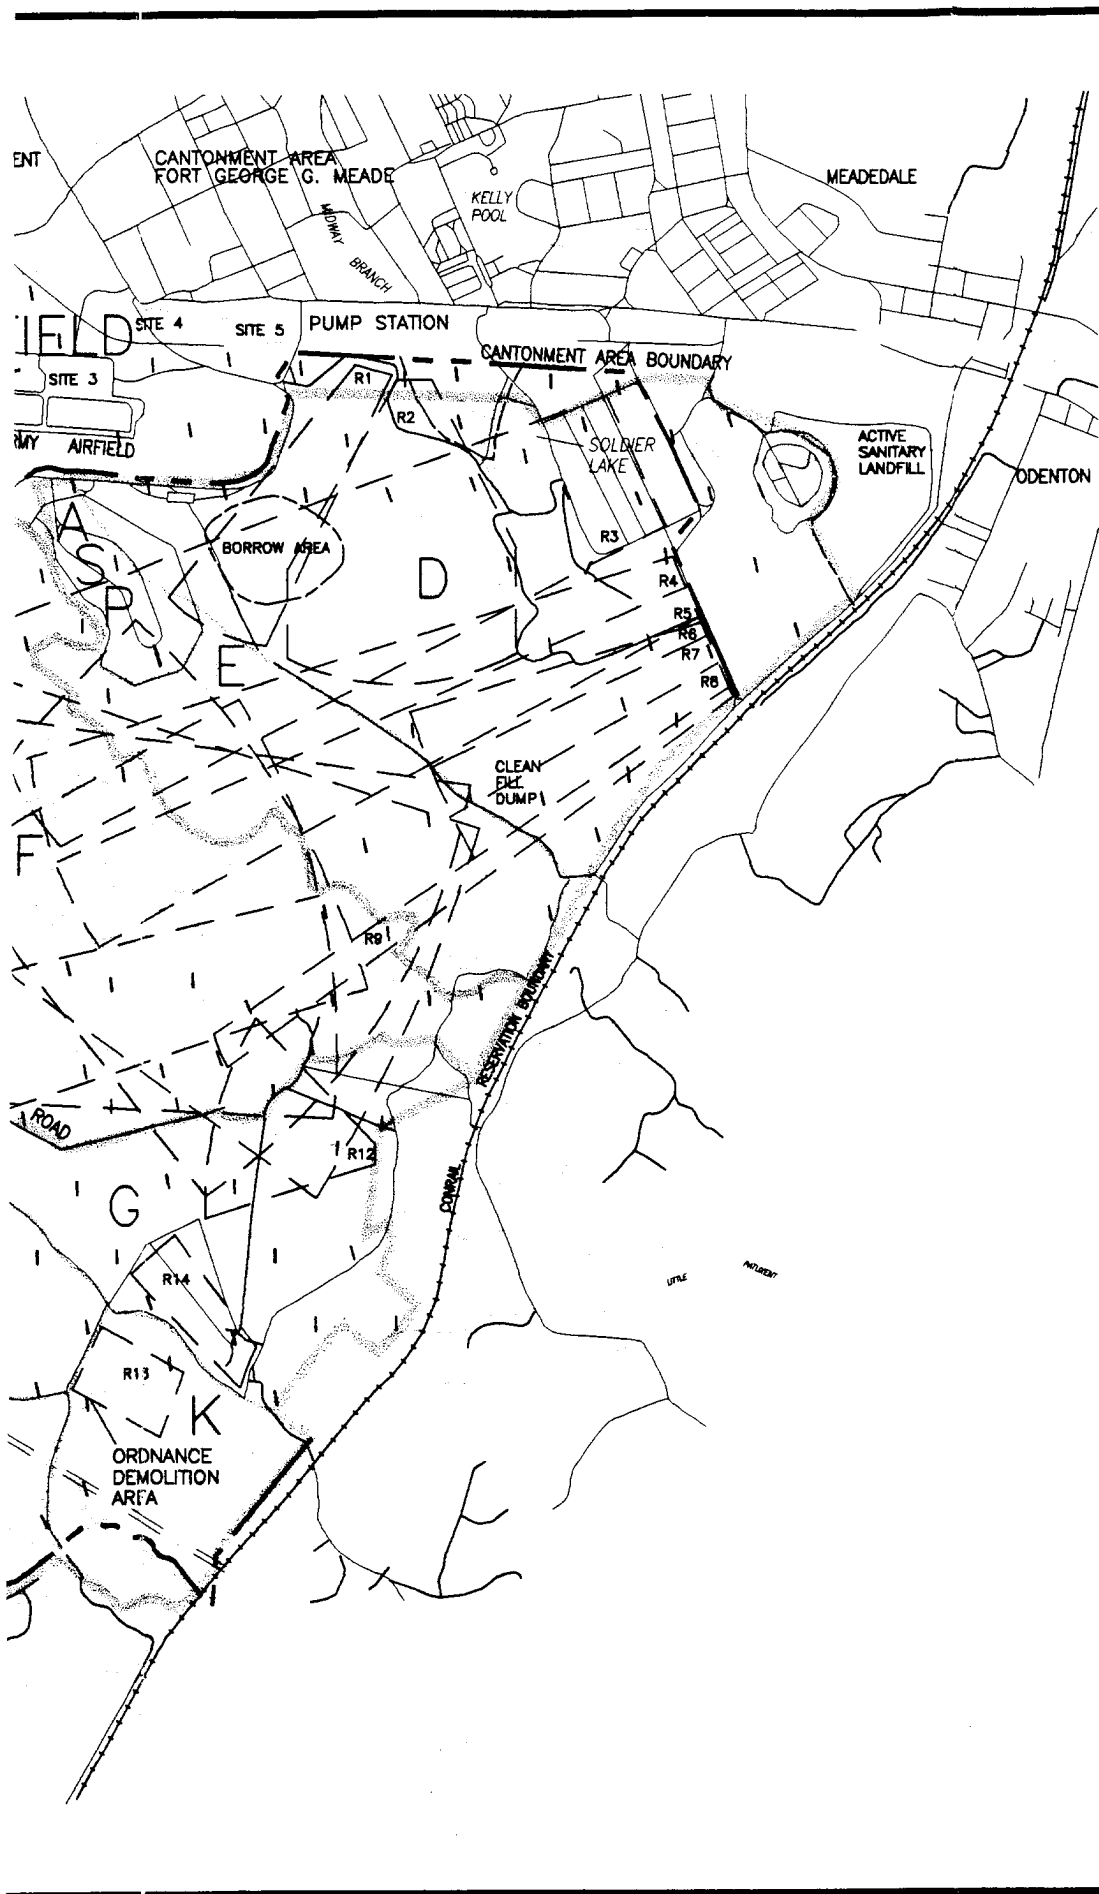 ENT
CANTONMENT AREA
FORT GEORGE G. MEADE
MEADEDALE
KELLY
POOL
MIDWAY
BRANCH
IELD
SITE 4
SITE 5
PUMP STATION
CANTONMENT AREA BOUNDARY
SITE 3
R1
R2
RMY AIRFIELD
SOLDIER
LAKE
ACTIVE
SANITARY
LANDFILL
ODENTON
A
S
P
BORROW AREA
D
R3
R4
R5
R6
R7
R8
E
CLEAN
FILL
DUMP
F
R9
RESERVATION BOUNDARY
ROAD
R12
CONRAIL
G
R14
LITTLE
PATUXENT
R13
K
ORDNANCE
DEMOLITION
AREA